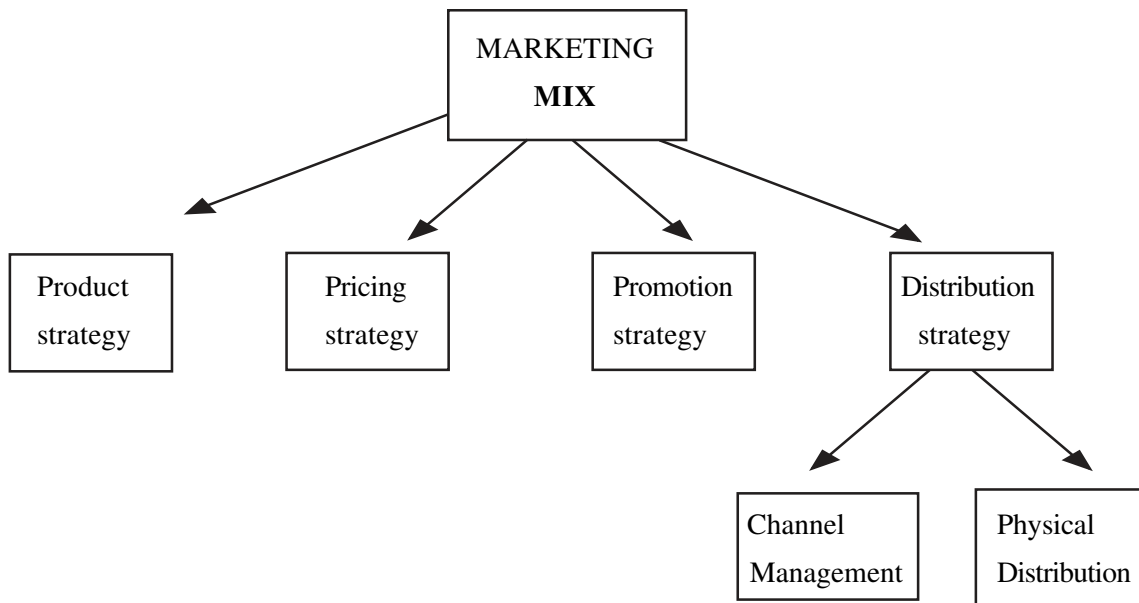 MARKETING
MIX
Product
strategy
Pricing
strategy
Promotion
strategy
Distribution
strategy
Channel
Management
Physical
Distribution